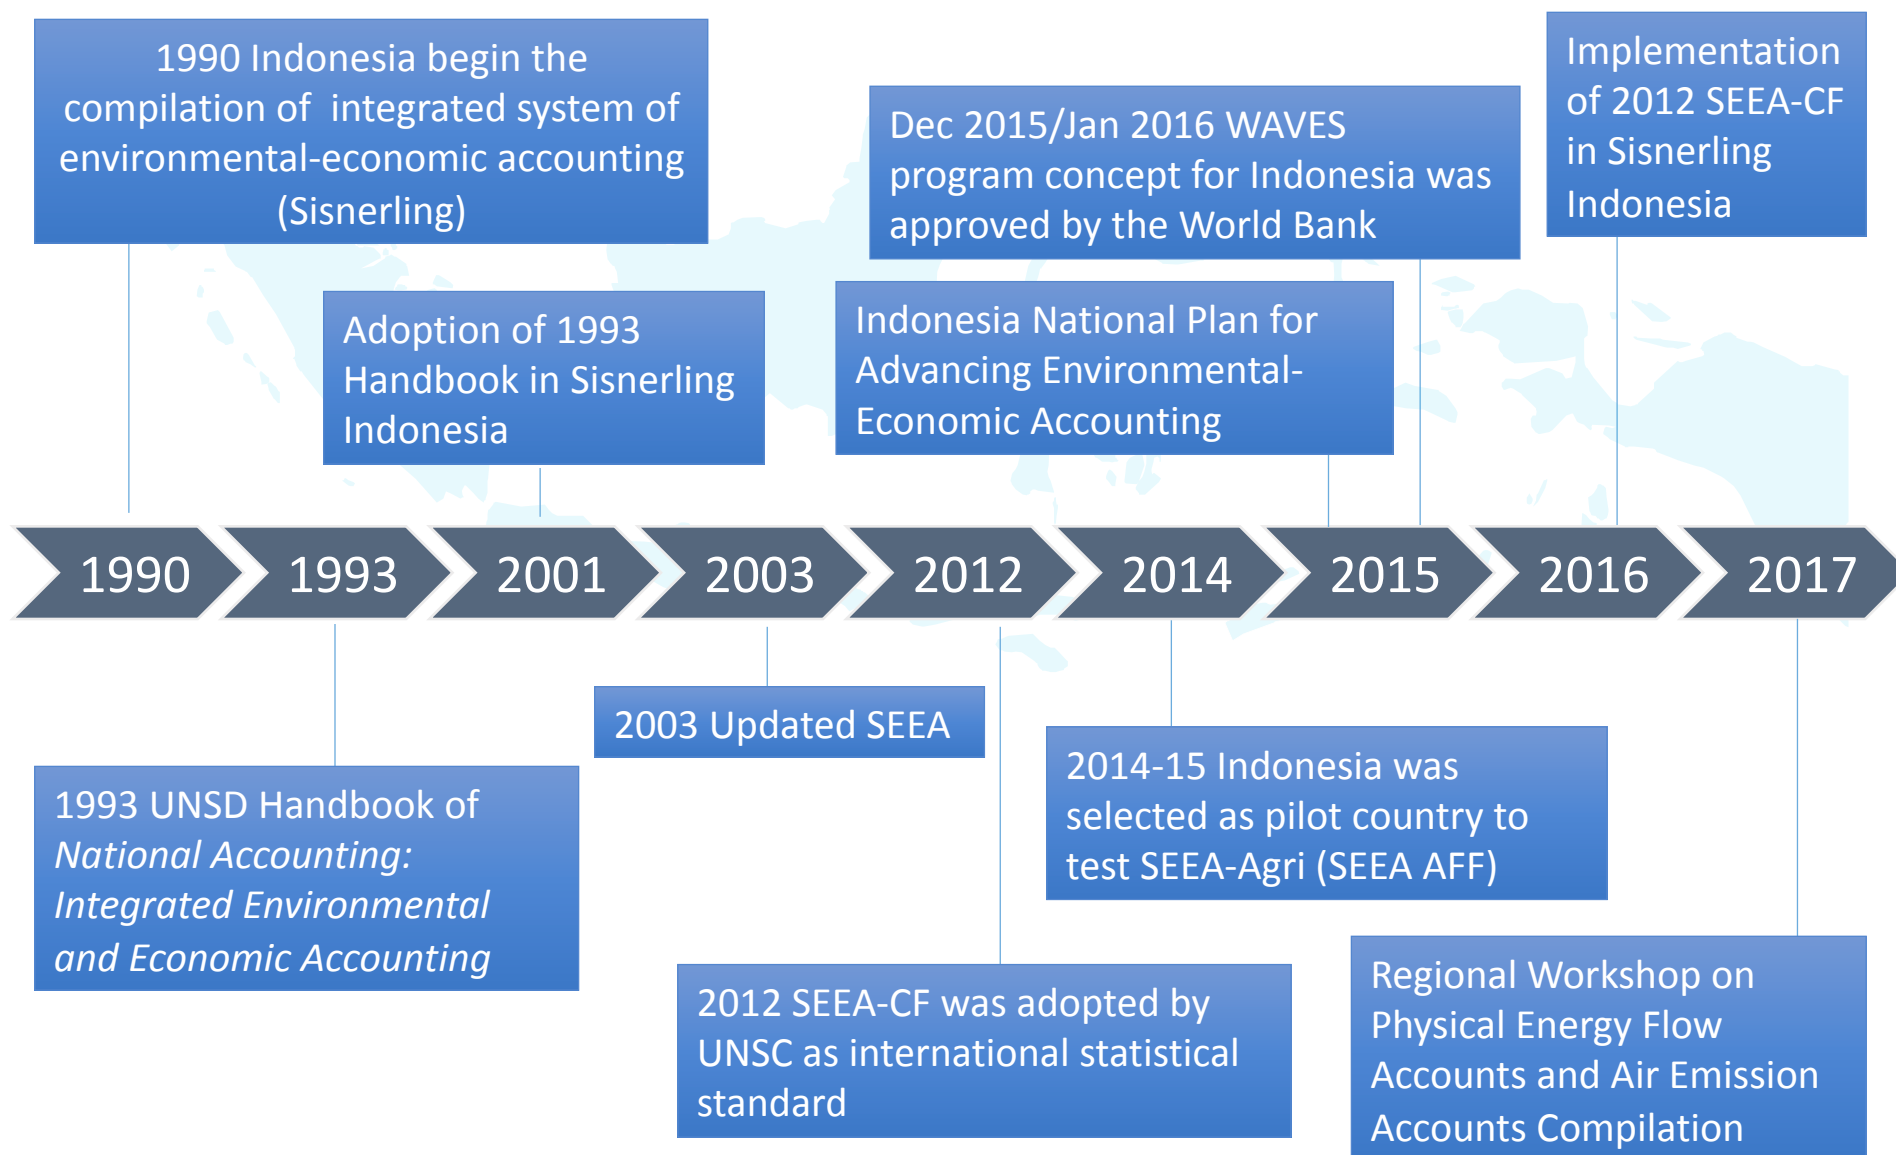 1990 Indonesia begin the
compilation of integrated system of
environmental-economic accounting
(Sisnerling)
Adoption of 1993
Handbook in Sisnerling
Indonesia
Dec 2015/Jan 2016 WAVES
program concept for Indonesia was
approved by the World Bank
Indonesia National Plan for
Advancing Environmental-
Economic Accounting
Implementation
of 2012 SEEA-CF
in Sisnerling
Indonesia
1990
1993
2001
2003
2012
2014
2015
2016
2017
1993 UNSD Handbook of
National Accounting:
Integrated Environmental
and Economic Accounting
2003 Updated SEEA
2012 SEEA-CF was adopted by
UNSC as international statistical
standard
2014-15 Indonesia was
selected as pilot country to
test SEEA-Agri (SEEA AFF)
Regional Workshop on
Physical Energy Flow
Accounts and Air Emission
Accounts Compilation